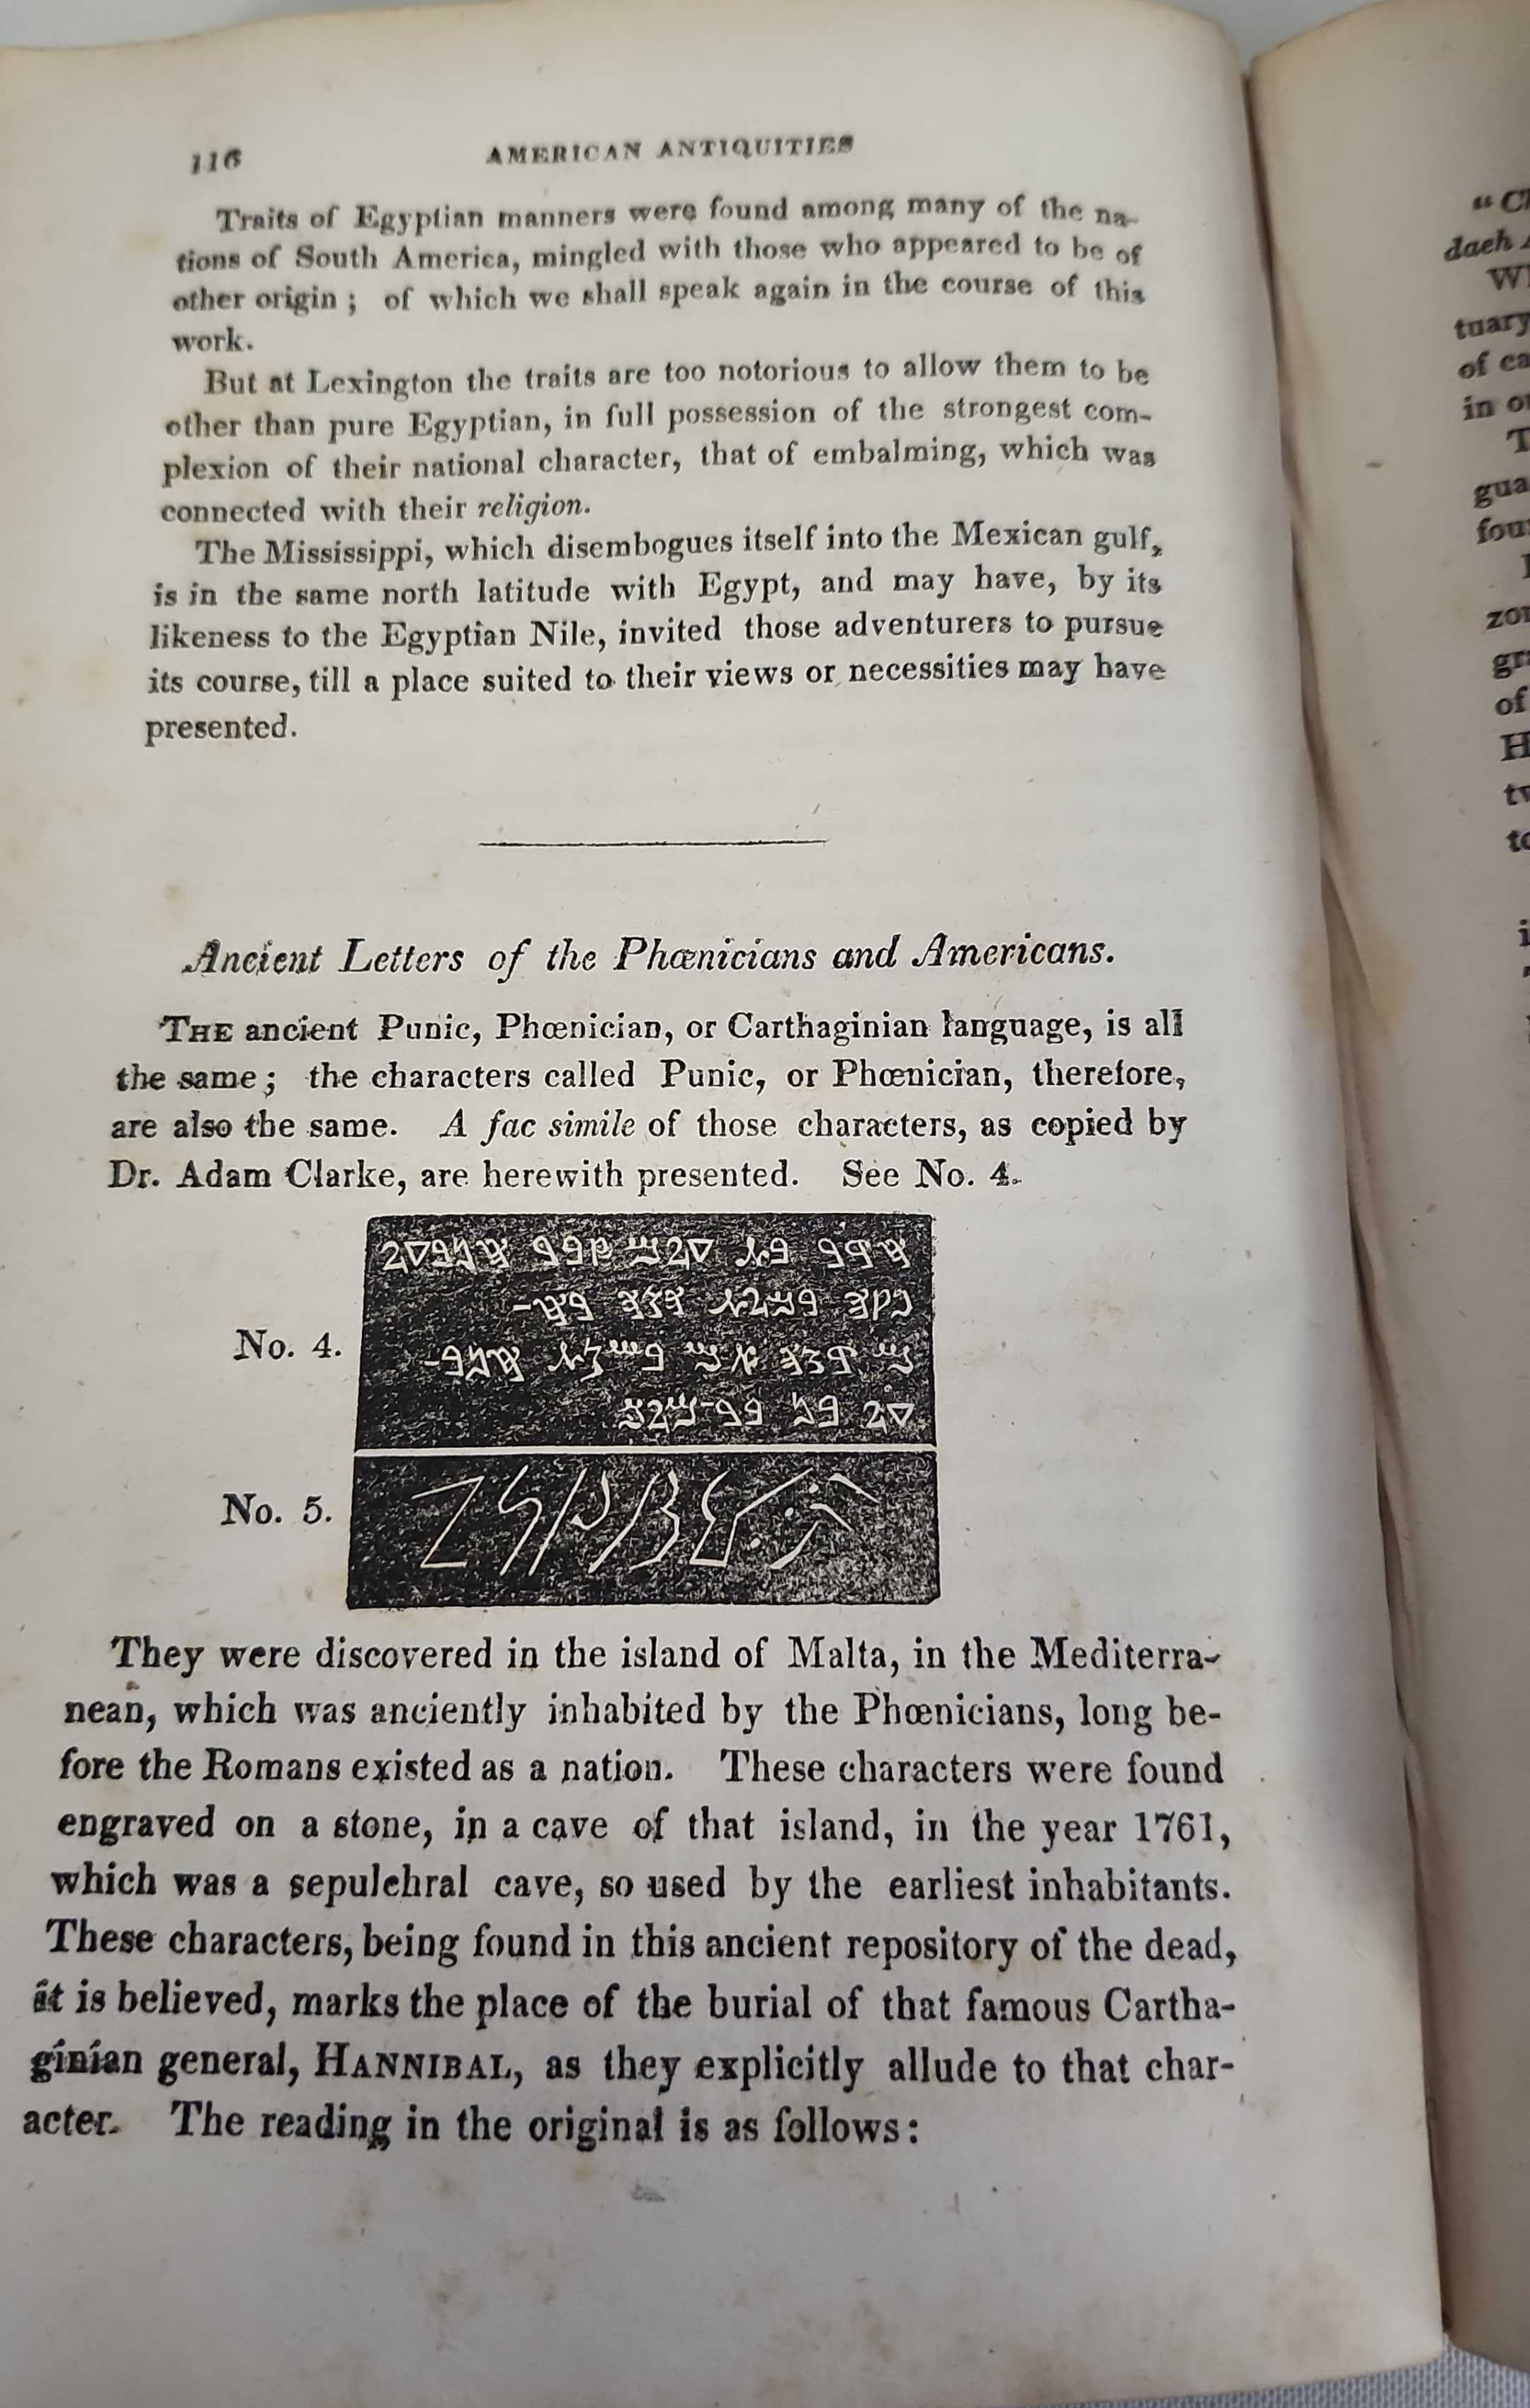 116 AMERICAN ANTIQUITIES
Traits of Egyptian manners were found among many of the na-
tions of South America, mingled with those who appeared to be of
other origin ; of which we shall speak again in the course of this
work.
But at Lexington the traits are too notorious to allow them to be
other than pure Egyptian, in full possession of the strongest com-
plexion of their national character, that of embalming, which was
connected with their religion.
The Mississippi, which disembogues itself into the Mexican gulf,
is in the same north latitude with Egypt, and may have, by its
likeness to the Egyptian Nile, invited those adventurers to pursue
its course, till a place suited to their views or necessities may have
presented.
Ancient Letters of the Phœnicians and Americans.
THE ancient Punic, Phœnician, or Carthaginian language, is all
the same ; the characters called Punic, or Phœnician, therefore,
are also the same. A fac simile of those characters, as copied by
Dr. Adam Clarke, are herewith presented. See No. 4.
No. 4.
No. 5.
They were discovered in the island of Malta, in the Mediterra-
nean, which was anciently inhabited by the Phœnicians, long be-
fore the Romans existed as a nation. These characters were found
engraved on a stone, in a cave of that island, in the year 1761,
which was a sepulchral cave, so used by the earliest inhabitants.
These characters, being found in this ancient repository of the dead,
it is believed, marks the place of the burial of that famous Cartha-
ginian general, HANNIBAL, as they explicitly allude to that char-
acter. The reading in the original is as follows :